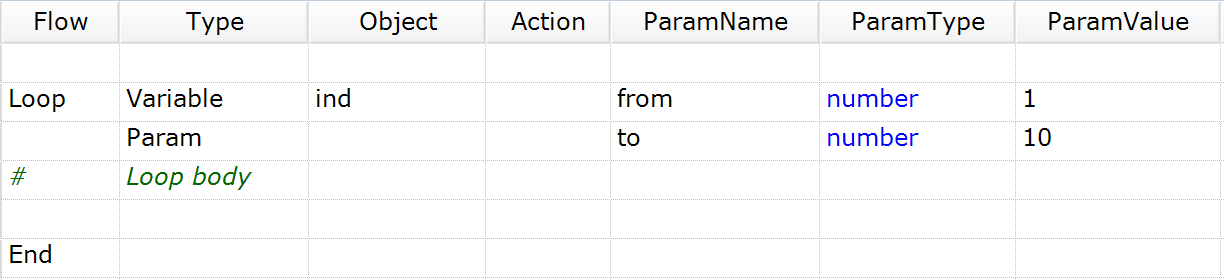 Flow Type Object Action ParamName ParamType ParamValue
Loop Variable ind from number 1
Param to number 10
# Loop body
End